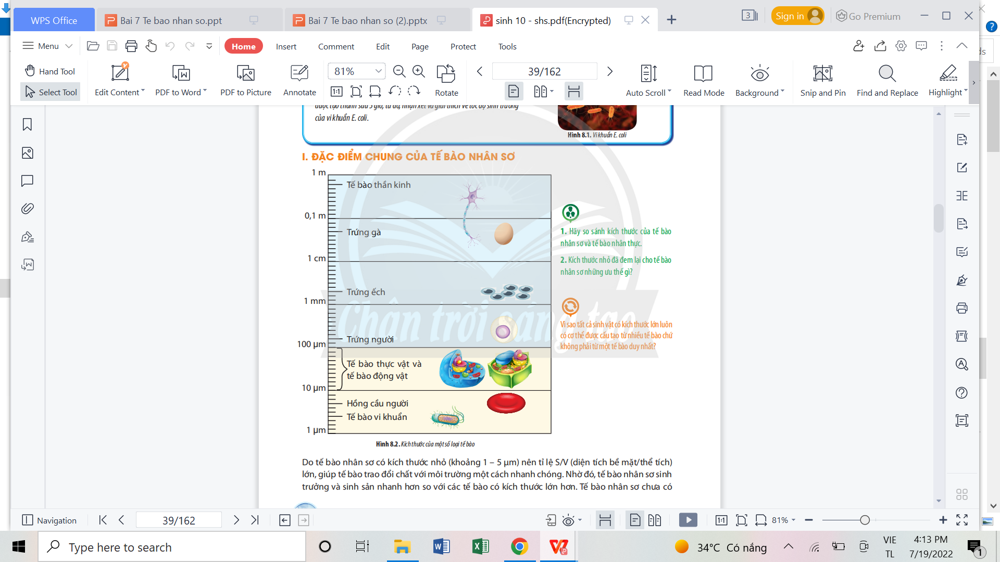 WPS Office
Bai 7 Te bao nhan so.ppt
Bai 7 Te bao nhan so (2).pptx
sinh 10 - shs.pdf(Encrypted)
3
Sign in
Go Premium
Menu
Home
Insert
Comment
Edit
Page
Protect
Tools
Hand Tool
Select Tool
Edit Content
PDF to Word
PDF to Picture
Annotate
81%
1:1
Rotate
39/162
Auto Scroll
Read Mode
Background
Snip and Pin
Find and Replace
Highlight
được tạo thành sau 5 giờ, từ đó, nhận xét và giải thích về tốc độ sinh trưởng
của vi khuẩn E. coli.
Hình 8.1. Vi khuẩn E. coli
I. ĐẶC ĐIỂM CHUNG CỦA TẾ BÀO NHÂN SƠ
1 m
Tế bào thần kinh
0,1 m
Trứng gà
1 cm
Trứng ếch
1 mm
Trứng người
100 µm
Tế bào thực vật và
tế bào động vật
10 µm
Hồng cầu người
Tế bào vi khuẩn
1 µm
Chân trời sáng tạo
Hình 8.2. Kích thước của một số loại tế bào
1. Hãy so sánh kích thước của tế bào
nhân sơ và tế bào nhân thực.
2. Kích thước nhỏ đã đem lại cho tế bào
nhân sơ những ưu thế gì?
Vì sao tất cả sinh vật có kích thước lớn luôn
có cơ thể được cấu tạo từ nhiều tế bào chứ
không phải từ một tế bào duy nhất?
Do tế bào nhân sơ có kích thước nhỏ (khoảng 1 – 5 µm) nên tỉ lệ S/V (diện tích bề mặt/thể tích)
lớn, giúp tế bào trao đổi chất với môi trường một cách nhanh chóng. Nhờ đó, tế bào nhân sơ sinh
trưởng và sinh sản nhanh hơn so với các tế bào có kích thước lớn hơn. Tế bào nhân sơ chưa có
Navigation
39/162
1:1
81%
Type here to search
34°C Có nắng
VIE
TL
4:13 PM
7/19/2022
1